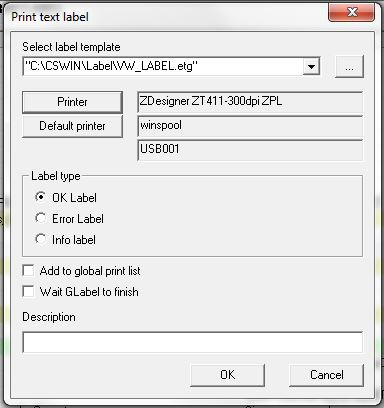 Print text label
Select label template
"C:\CSWIN\Label\VW_LABEL.etg"
...
Printer
ZDesigner ZT411-300dpi ZPL
Default printer
winspool
USB001
Label type
OK Label
Error Label
Info label
Add to global print list
Wait GLabel to finish
Description
OK
Cancel